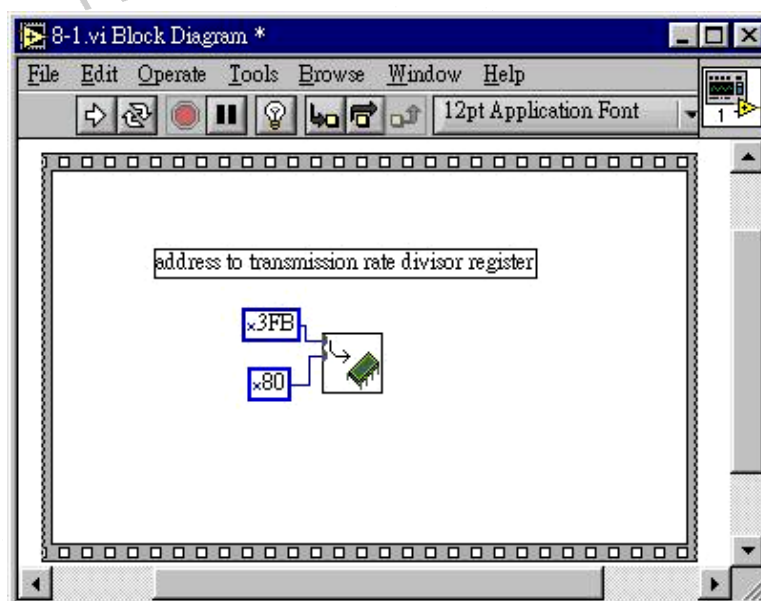 8-1.vi Block Diagram *
File Edit Operate Tools Browse Window Help
12pt Application Font
1
address to transmission rate divisor register
x3FB
x80